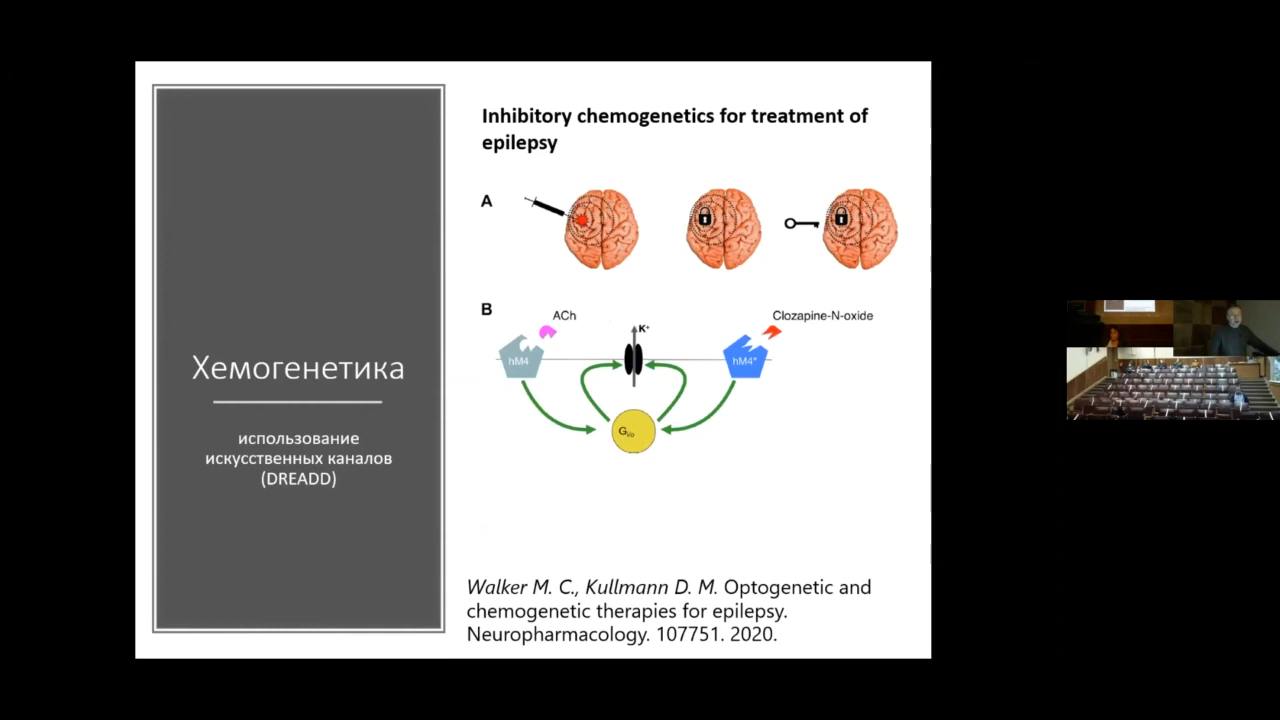 Хемогенетика
использование
искусственных каналов
(DREADD)
Inhibitory chemogenetics for treatment of
epilepsy
A
B
ACh
K⁺
Clozapine-N-oxide
hM4
hM4*
Gi/o
Walker M. C., Kullmann D. M. Optogenetic and
chemogenetic therapies for epilepsy.
Neuropharmacology. 107751. 2020.